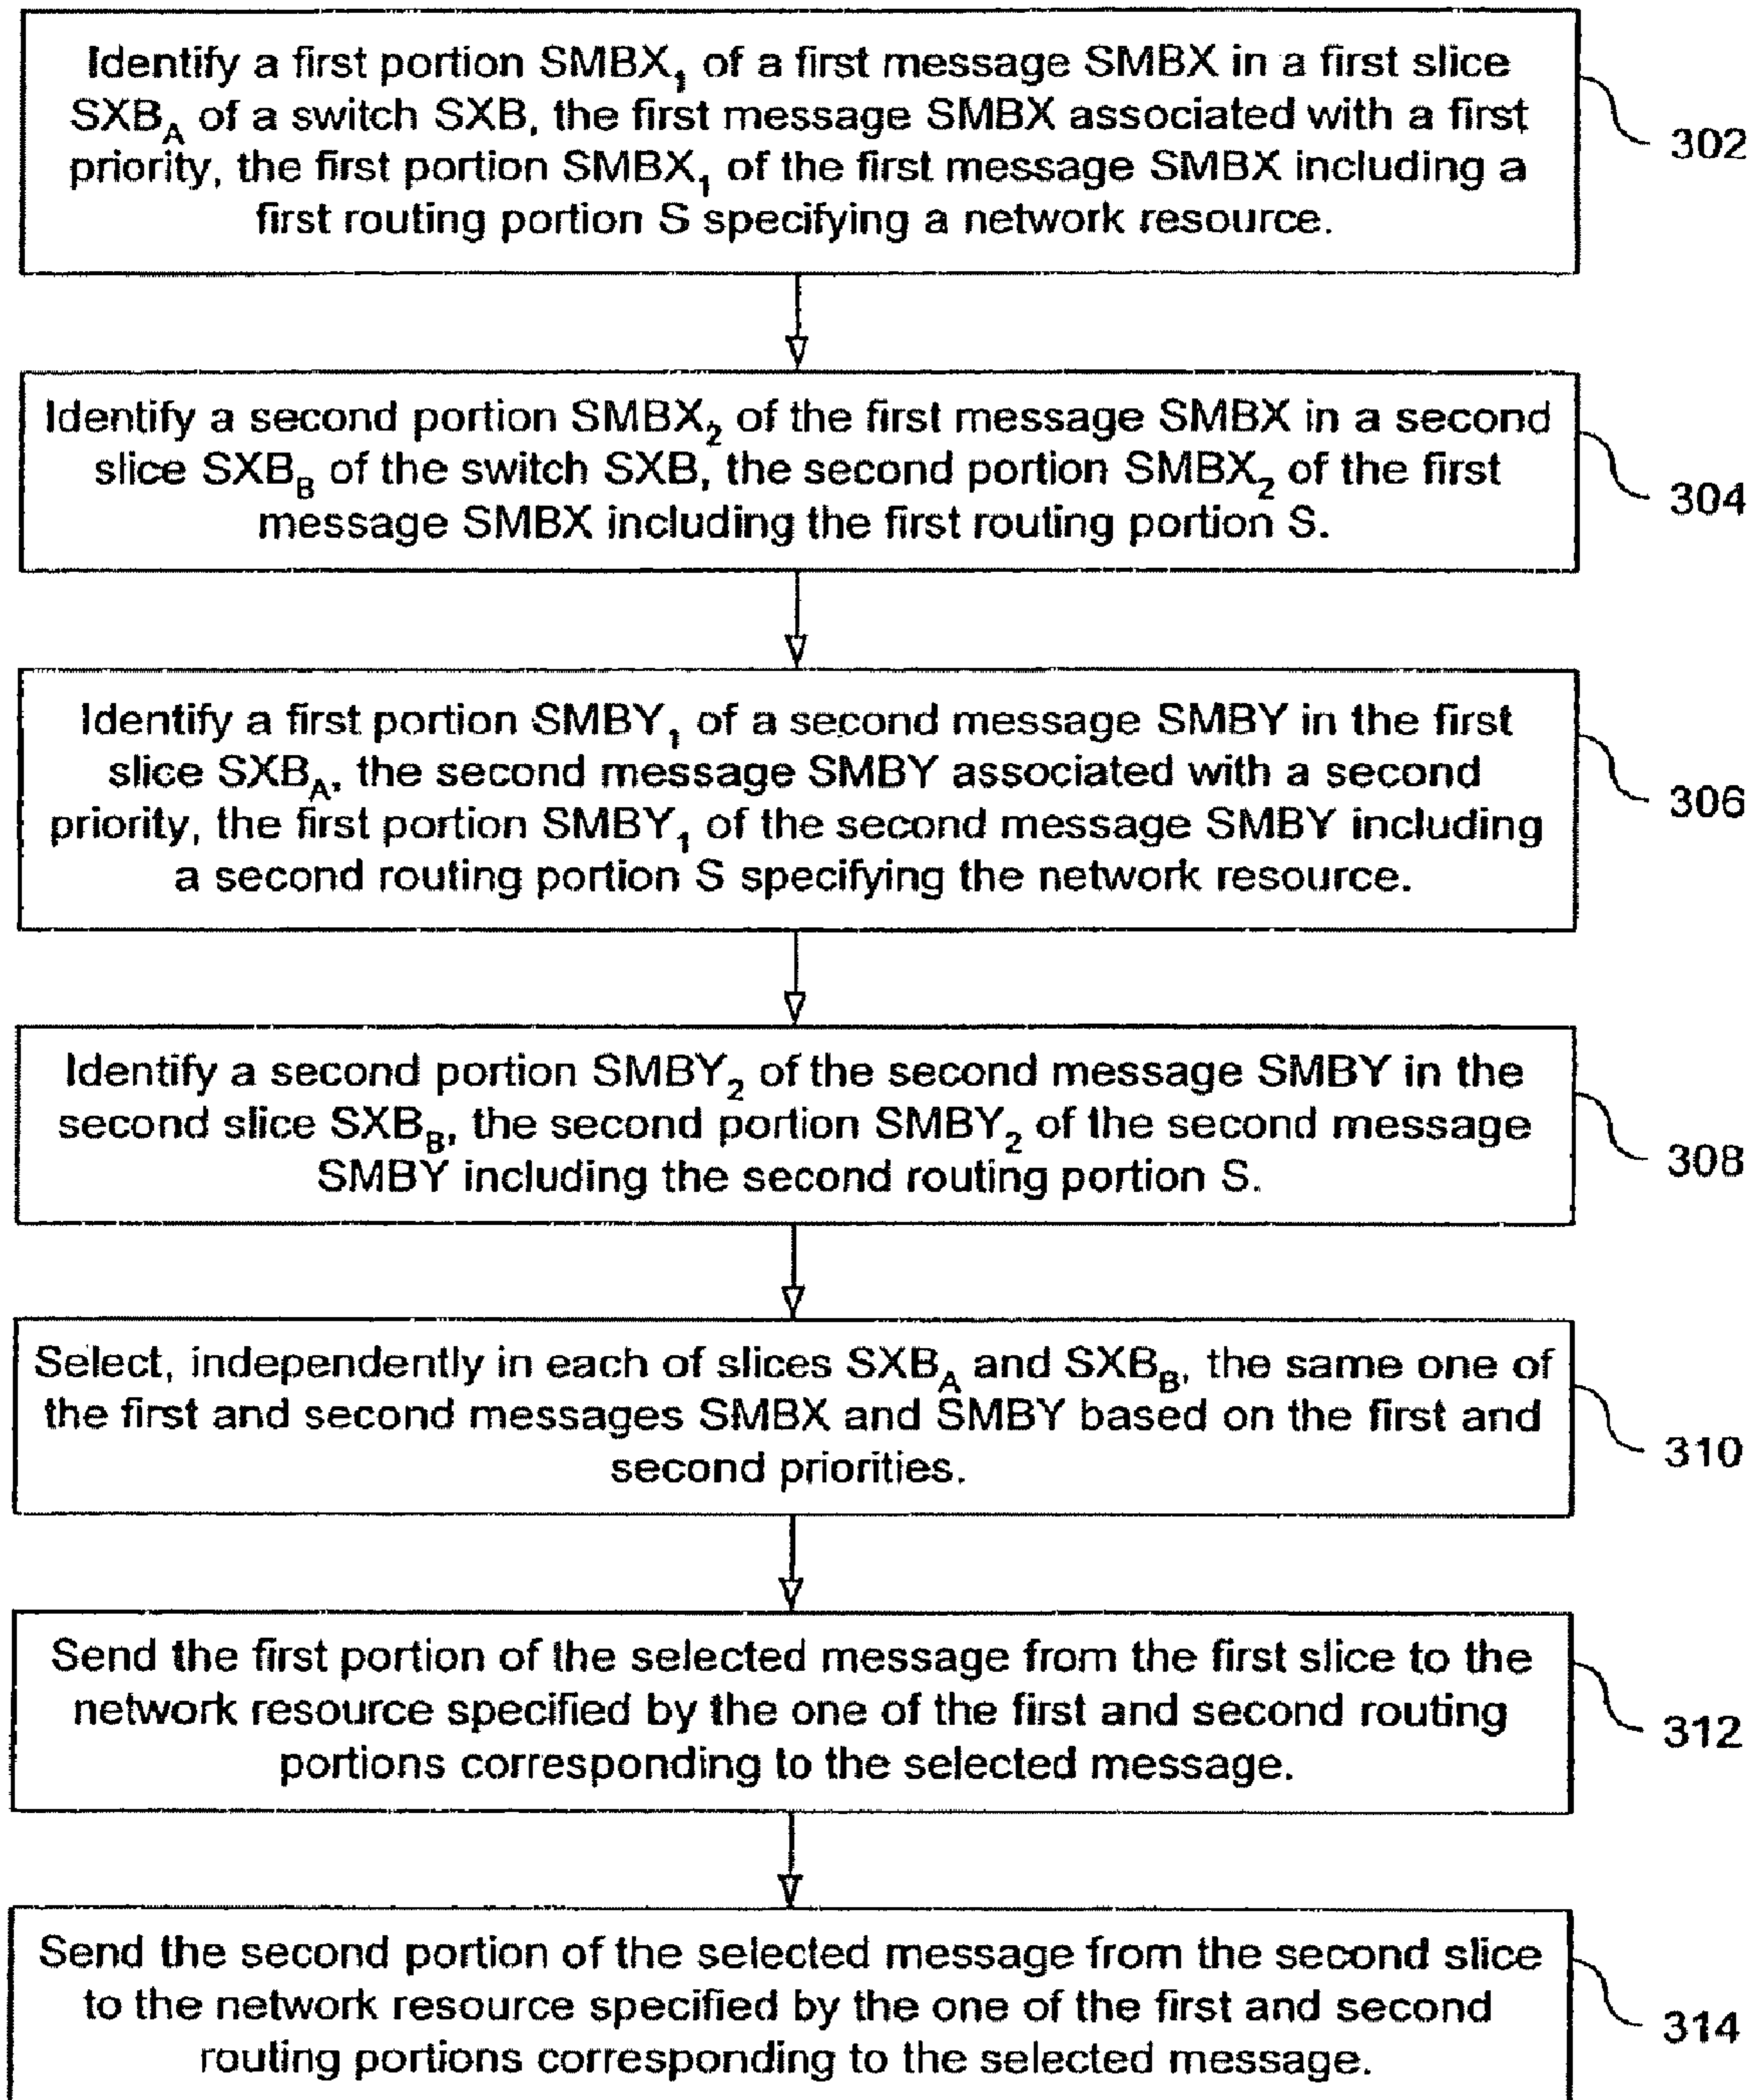 Identify a first portion SMBX₁ of a first message SMBX in a first slice
SXB_A of a switch SXB, the first message SMBX associated with a first
priority, the first portion SMBX₁ of the first message SMBX including a
first routing portion S specifying a network resource.
302
Identify a second portion SMBX₂ of the first message SMBX in a second
slice SXB_B of the switch SXB, the second portion SMBX₂ of the first
message SMBX including the first routing portion S.
304
Identify a first portion SMBY₁ of a second message SMBY in the first
slice SXB_A, the second message SMBY associated with a second
priority, the first portion SMBY₁ of the second message SMBY including
a second routing portion S specifying the network resource.
306
Identify a second portion SMBY₂ of the second message SMBY in the
second slice SXB_B, the second portion SMBY₂ of the second message
SMBY including the second routing portion S.
308
Select, independently in each of slices SXB_A and SXB_B, the same one of
the first and second messages SMBX and SMBY based on the first and
second priorities.
310
Send the first portion of the selected message from the first slice to the
network resource specified by the one of the first and second routing
portions corresponding to the selected message.
312
Send the second portion of the selected message from the second slice
to the network resource specified by the one of the first and second
routing portions corresponding to the selected message.
314